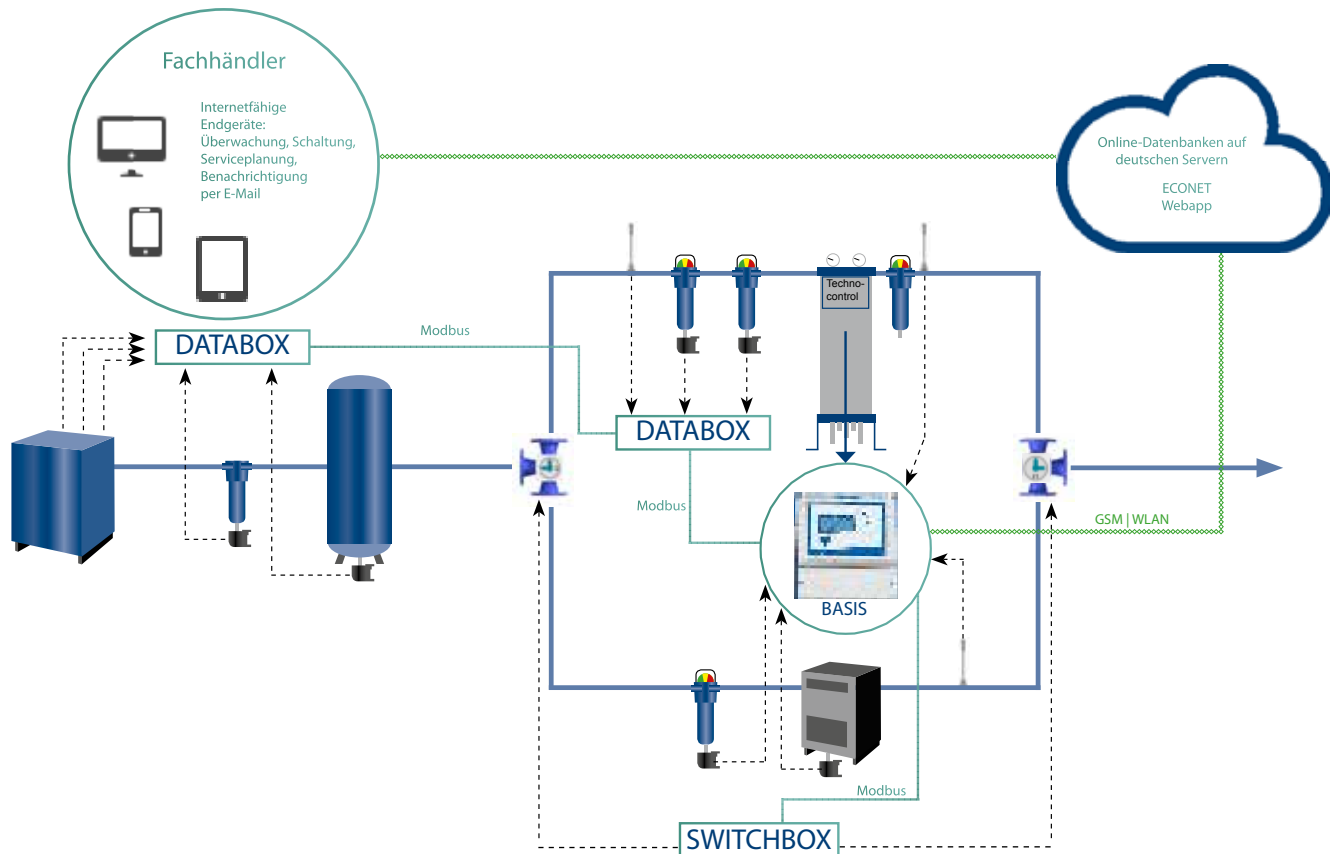 Fachhändler
Internetfähige
Endgeräte:
Überwachung, Schaltung,
Serviceplanung,
Benachrichtigung
per E-Mail
Online-Datenbanken auf
deutschen Servern
ECONET
Webapp
Techno-
control
DATABOX
Modbus
DATABOX
Modbus
GSM | WLAN
BASIS
Modbus
SWITCHBOX